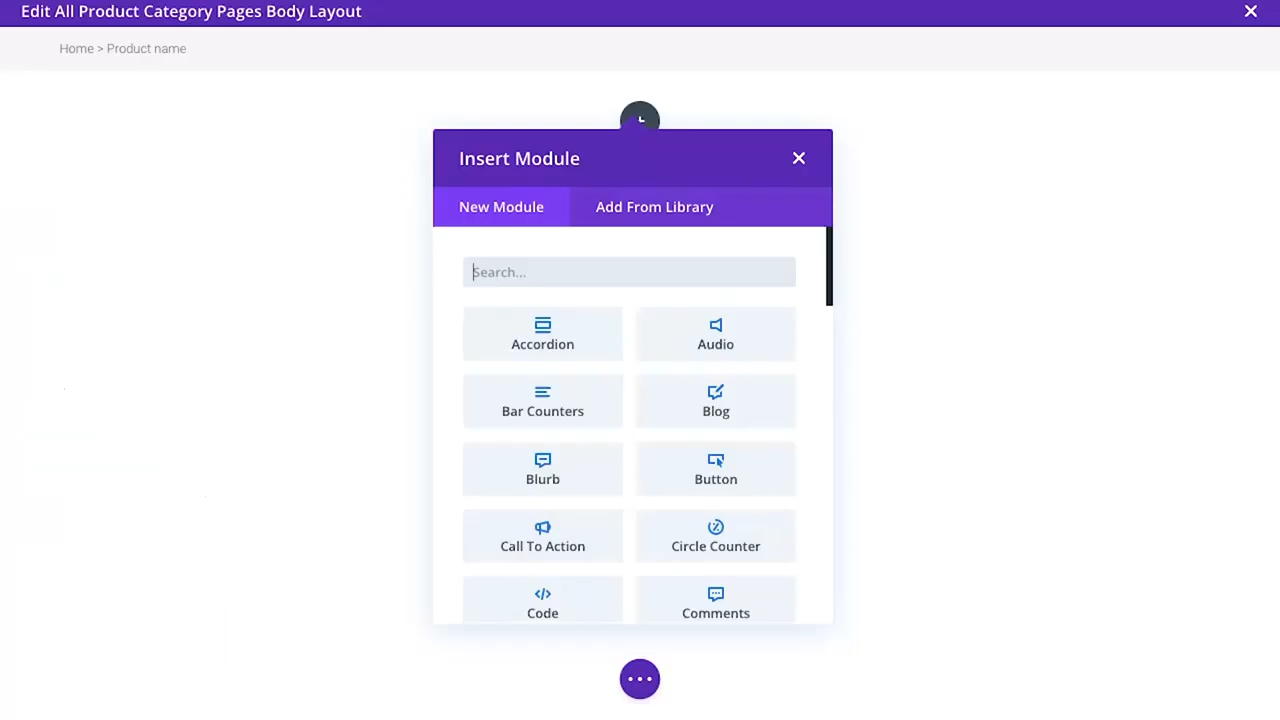 Edit All Product Category Pages Body Layout
Home > Product name
Insert Module
New Module Add From Library
Search...
Accordion Audio
Bar Counters Blog
Blurb Button
Call To Action Circle Counter
Code Comments